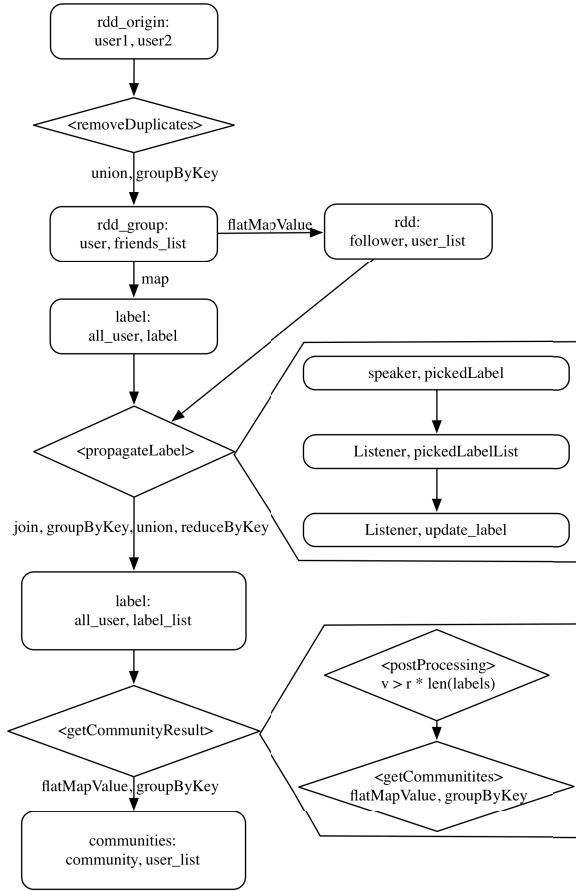 rdd_origin:
user1, user2
<removeDuplicates>
union, groupByKey
rdd_group:
user, friends_list
flatMapValue
rdd:
follower, user_list
map
label:
all_user, label
speaker, pickedLabel
<propagateLabel>
Listener, pickedLabelList
Listener, update_label
join, groupByKey, union, reduceByKey
label:
all_user, label_list
<postProcessing>
v > r * len(labels)
<getCommunityResult>
<getCommunitites>
flatMapValue, groupByKey
flatMapValue, groupByKey
communities:
community, user_list